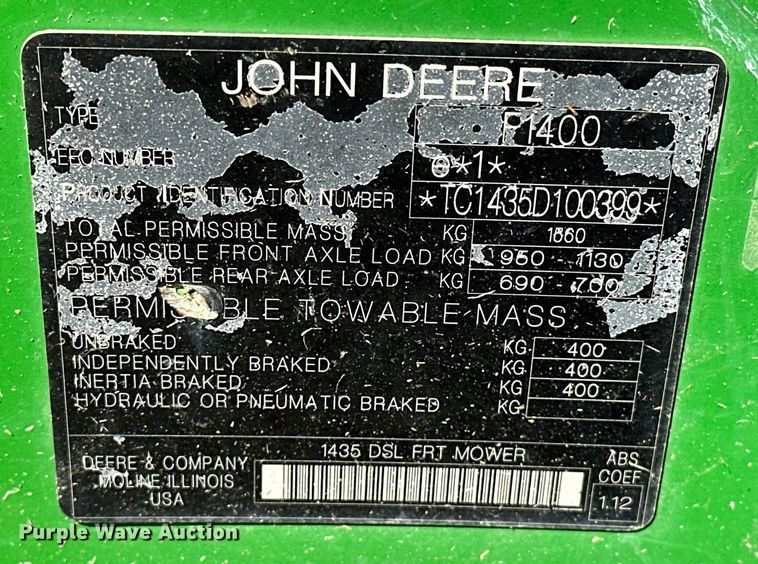 JOHN DEERE
TYPE F1400
EEC NUMBER e*1*
PRODUCT IDENTIFICATION NUMBER *TC1435D100399*
TOTAL PERMISSIBLE MASS KG 1660
PERMISSIBLE FRONT AXLE LOAD KG 950 - 1130
PERMISSIBLE REAR AXLE LOAD KG 690 - 760
PERMISSIBLE TOWABLE MASS
UNBRAKED KG 400
INDEPENDENTLY BRAKED KG 400
INERTIA BRAKED KG 400
HYDRAULIC OR PNEUMATIC BRAKED KG
1435 DSL FRT MOWER
DEERE & COMPANY
MOLINE ILLINOIS
USA
ABS
COEF
1.12
Purple Wave Auction